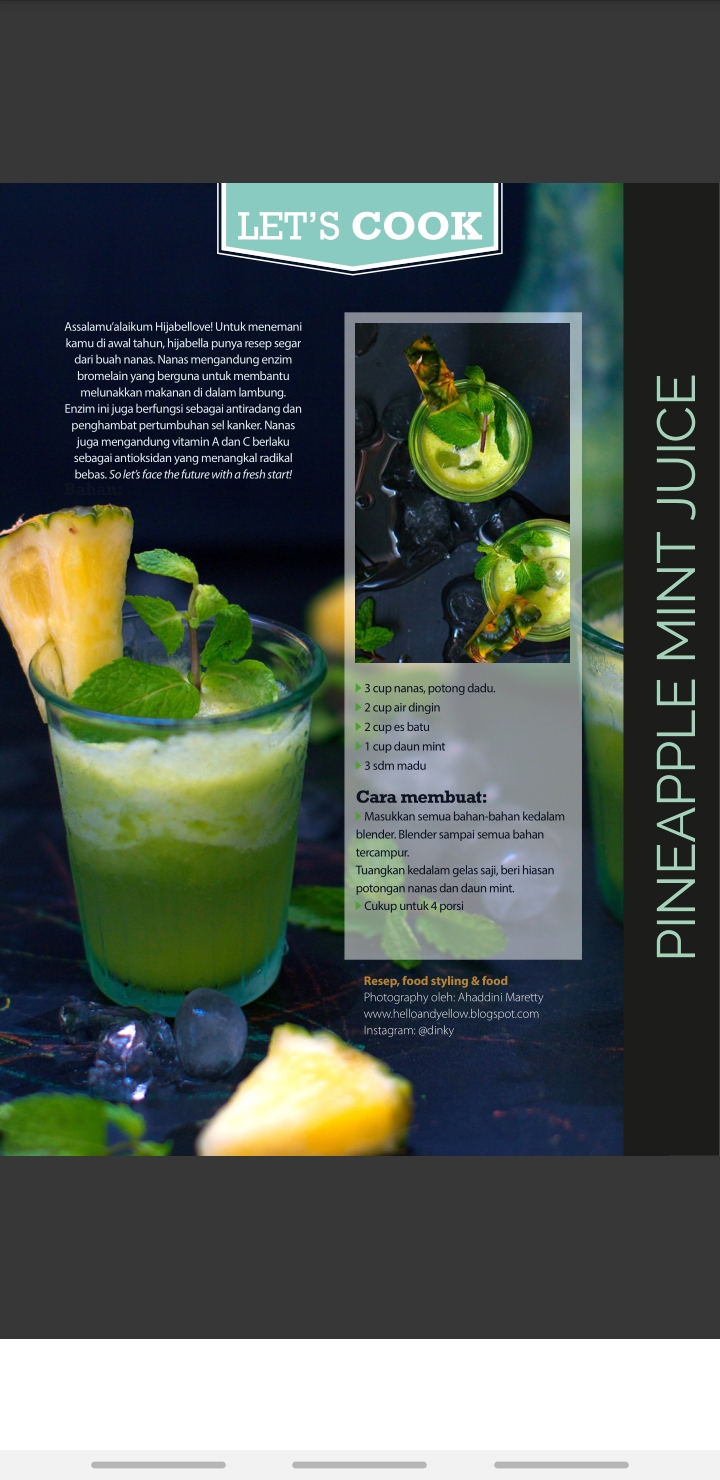 LET'S COOK
Assalamu'alaikum Hijabellove! Untuk menemani
kamu di awal tahun, hijabella punya resep segar
dari buah nanas. Nanas mengandung enzim
bromelain yang berguna untuk membantu
melunakkan makanan di dalam lambung.
Enzim ini juga berfungsi sebagai antiradang dan
penghambat pertumbuhan sel kanker. Nanas
juga mengandung vitamin A dan C berlaku
sebagai antioksidan yang menangkal radikal
bebas. So let's face the future with a fresh start!
Bahan:
3 cup nanas, potong dadu.
2 cup air dingin
2 cup es batu
1 cup daun mint
3 sdm madu
Cara membuat:
Masukkan semua bahan-bahan kedalam
blender. Blender sampai semua bahan
tercampur.
Tuangkan kedalam gelas saji, beri hiasan
potongan nanas dan daun mint.
Cukup untuk 4 porsi
Resep, food styling & food
Photography oleh: Ahaddini Maretty
www.helloandyellow.blogspot.com
Instagram: @dinky
PINEAPPLE MINT JUICE